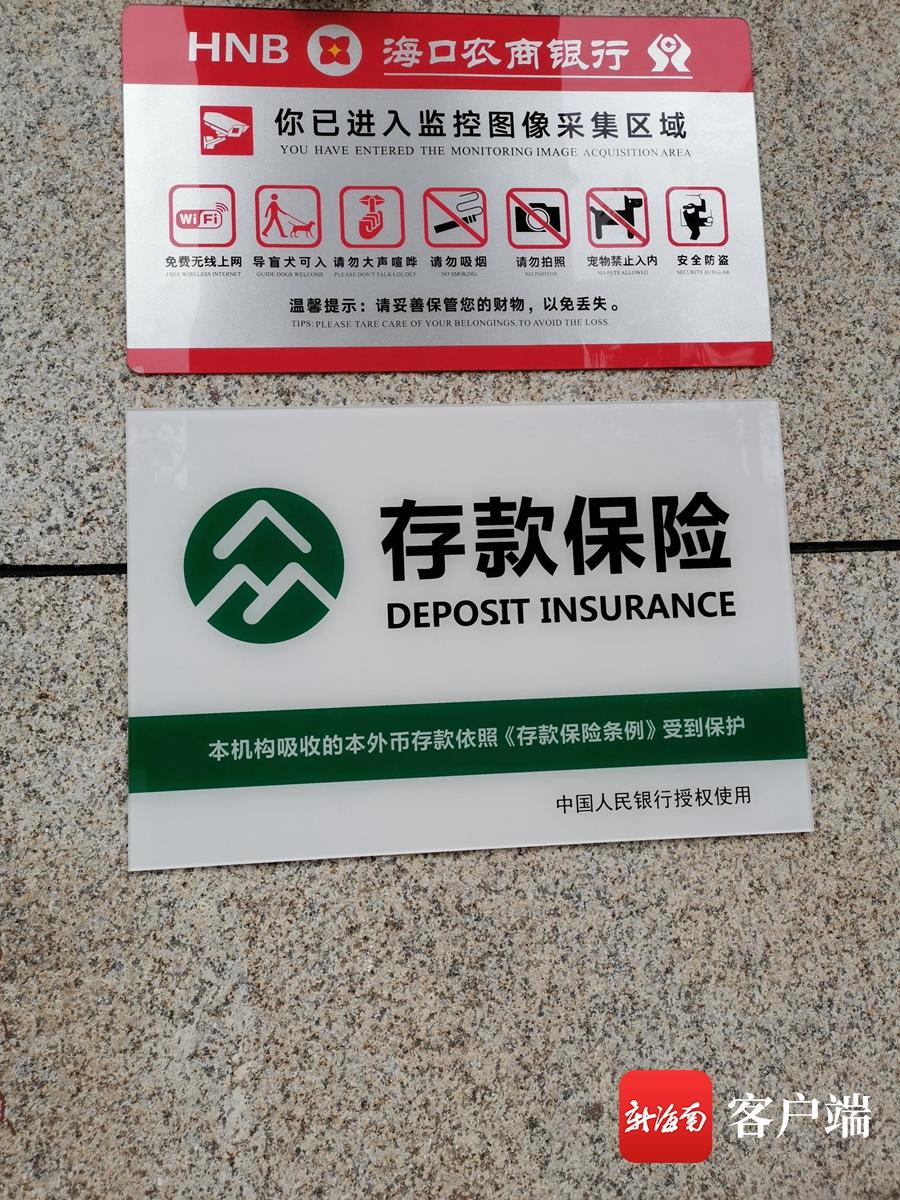 HNB 海口农商银行
你已进入监控图像采集区域
YOU HAVE ENTERED THE MONITORING IMAGE ACQUISITION AREA
WiFi
免费无线上网 导盲犬可入 请勿大声喧哗 请勿吸烟 请勿拍照 宠物禁止入内 安全防盗
FREE WIRELESS INTERNET GUIDE DOGS WELCOME PLEASE DON'T TALK LOUDLY NO SMOKING NO PHOTOS NO PETS ALLOWED SECURITY BURGLAR
温馨提示：请妥善保管您的财物，以免丢失。
TIPS:PLEASE TARE CARE OF YOUR BELONGINGS.TO AVOID THE LOSS.
存款保险
DEPOSIT INSURANCE
本机构吸收的本外币存款依照《存款保险条例》受到保护
中国人民银行授权使用
新海南 客户端